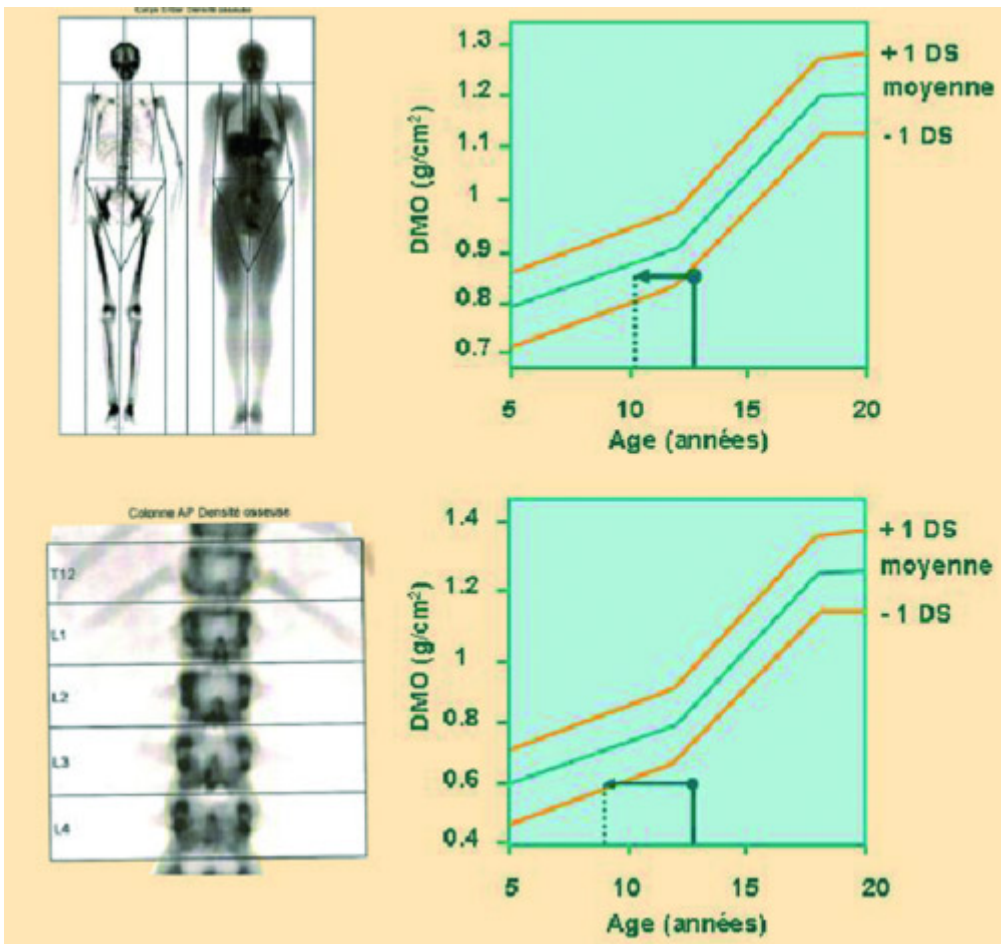 Corps Entier Densité osseuse
1.3
1.2
1.1
1
0.9
0.8
0.7
DMO (g/cm²)
+ 1 DS
moyenne
- 1 DS
5
10
15
20
Age (années)
Colonne AP Densité osseuse
T12
L1
L2
L3
L4
1.4
1.2
1
0.8
0.6
0.4
DMO (g/cm²)
+ 1 DS
moyenne
- 1 DS
5
10
15
20
Age (années)